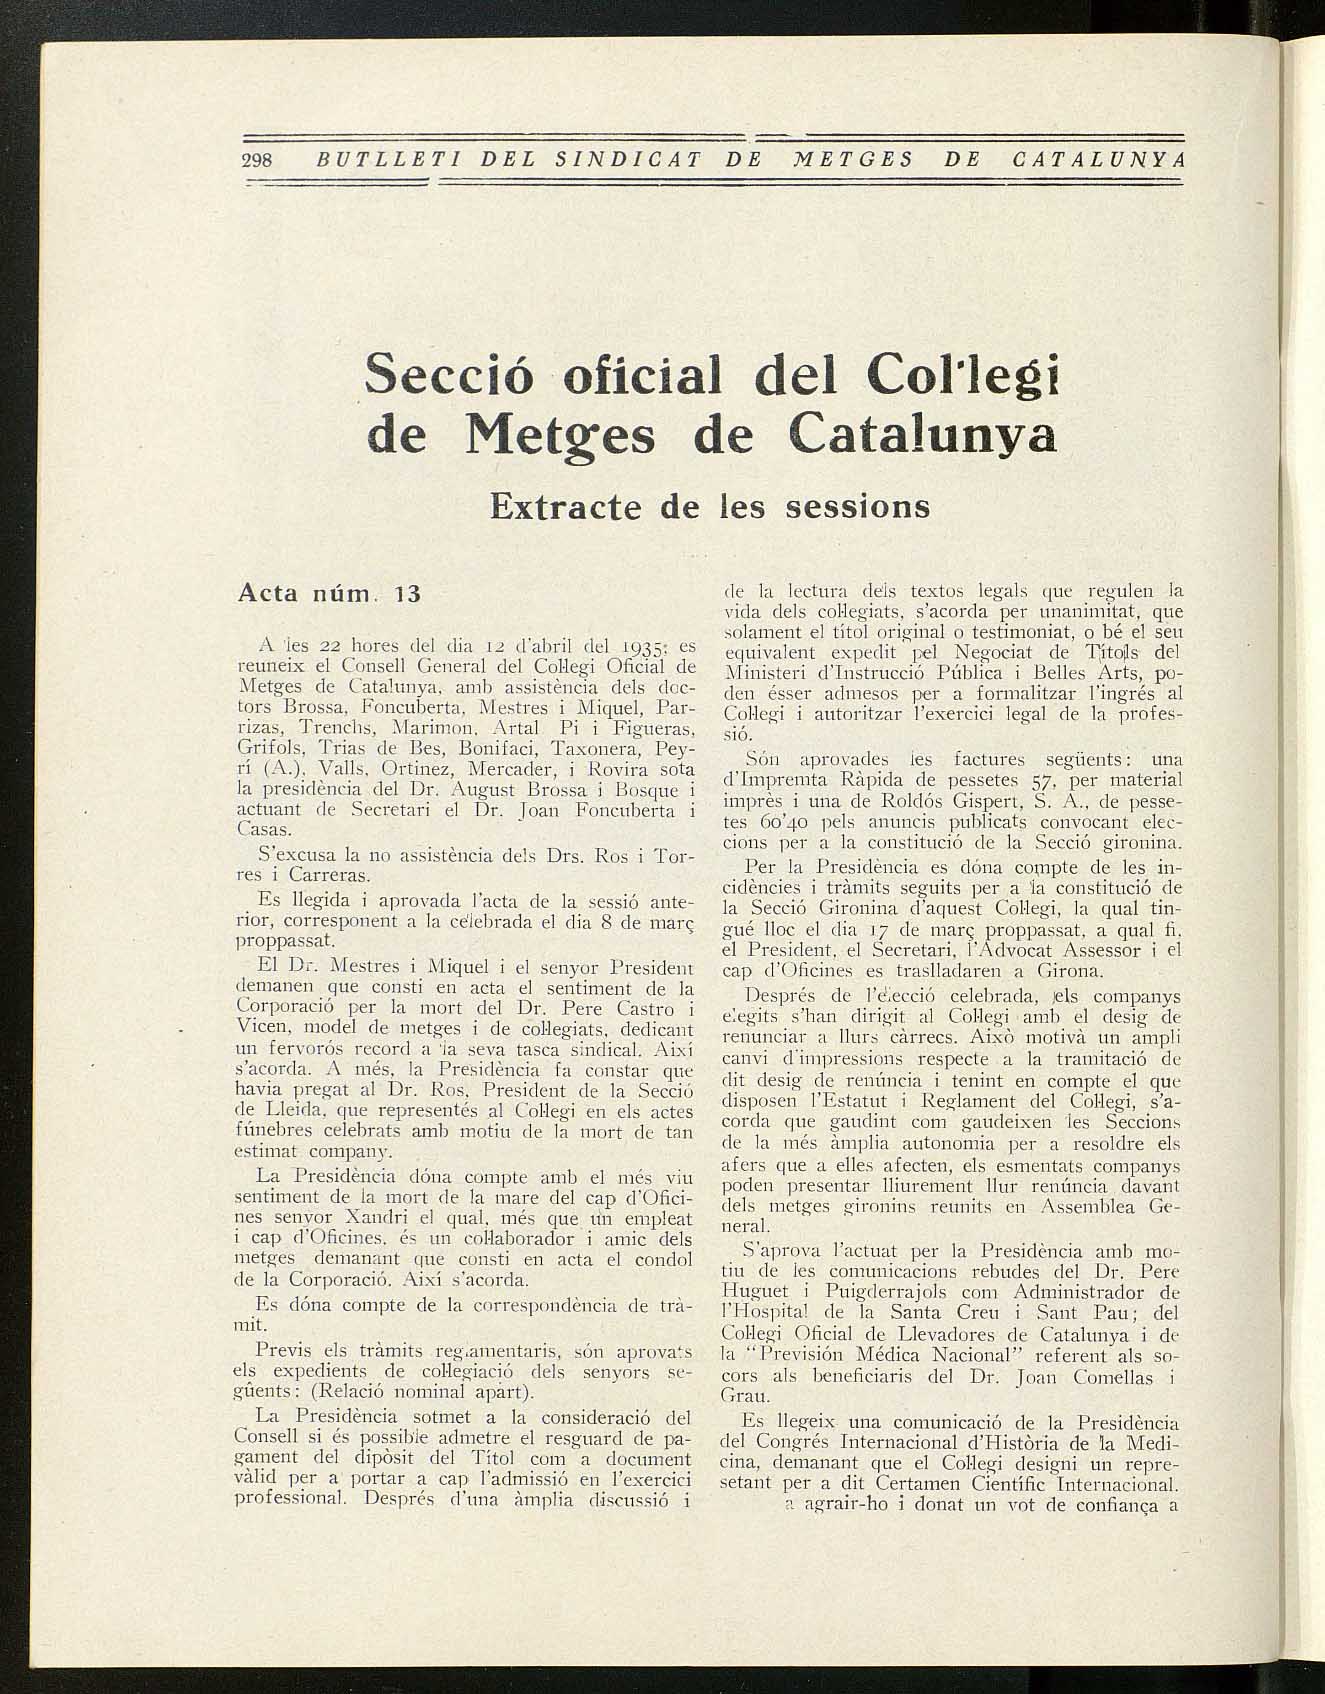 298 BUTLLETI DEL SINDICAT DE METGES DE CATALUNYA
Secció oficial del Col·legi
de Metges de Catalunya
Extracte de les sessions
Acta núm. 13
A les 22 hores del dia 12 d'abril del 1935; es
reuneix el Consell General del Col·legi Oficial de
Metges de Catalunya, amb assistència dels doc-
tors Brossa, Foncuberta, Mestres i Miquel, Par-
rizas, Trenchs, Marimon, Artal Pi i Figueras,
Grifols, Trias de Bes, Bonifaci, Taxonera, Pey-
rí (A.), Valls, Ortinez, Mercader, i Rovira sota
la presidència del Dr. August Brossa i Bosque i
actuant de Secretari el Dr. Joan Foncuberta i
Casas.
S'excusa la no assistència dels Drs. Ros i Tor-
res i Carreras.
Es llegida i aprovada l'acta de la sessió ante-
rior, corresponent a la celebrada el dia 8 de març
proppassat.
El Dr. Mestres i Miquel i el senyor President
demanen que consti en acta el sentiment de la
Corporació per la mort del Dr. Pere Castro i
Vicen, model de metges i de col·legiats, dedicant
un fervorós record a la seva tasca sindical. Així
s'acorda. A més, la Presidència fa constar que
havia pregat al Dr. Ros, President de la Secció
de Lleida, que representés al Col·legi en els actes
fúnebres celebrats amb motiu de la mort de tan
estimat company.
La Presidència dóna compte amb el més viu
sentiment de la mort de la mare del cap d'Ofici-
nes senyor Xandri el qual, més que un empleat
i cap d'Oficines, és un col·laborador i amic dels
metges demanant que consti en acta el condol
de la Corporació. Així s'acorda.
Es dóna compte de la correspondència de trà-
mit.
Previs els tràmits reglamentaris, són aprovats
els expedients de col·legiació dels senyors se-
gûents: (Relació nominal apart).
La Presidència sotmet a la consideració del
Consell si és possible admetre el resguard de pa-
gament del dipòsit del Títol com a document
vàlid per a portar a cap l'admissió en l'exercici
professional. Després d'una àmplia discussió i
de la lectura dels textos legals que regulen la
vida dels col·legiats, s'acorda per unanimitat, que
solament el títol original o testimoniat, o bé el seu
equivalent expedit pel Negociat de Títols del
Ministeri d'Instrucció Pública i Belles Arts, po-
den ésser admesos per a formalitzar l'ingrés al
Col·legi i autoritzar l'exercici legal de la profes-
sió.
Són aprovades les factures següents: una
d'Impremta Ràpida de pessetes 57, per material
imprès i una de Roldós Gispert, S. A., de pesse-
tes 60'40 pels anuncis publicats convocant elec-
cions per a la constitució de la Secció gironina.
Per la Presidència es dóna compte de les in-
cidències i tràmits seguits per a la constitució de
la Secció Gironina d'aquest Col·legi, la qual tin-
gué lloc el dia 17 de març proppassat, a qual fi,
el President, el Secretari, l'Advocat Assessor i el
cap d'Oficines es traslladaren a Girona.
Després de l'elecció celebrada, els companys
elegits s'han dirigit al Col·legi amb el desig de
renunciar a llurs càrrecs. Això motivà un ampli
canvi d'impressions respecte a la tramitació de
dit desig de renúncia i tenint en compte el que
disposen l'Estatut i Reglament del Col·legi, s'a-
corda que gaudint com gaudeixen les Seccions
de la més àmplia autonomia per a resoldre els
afers que a elles afecten, els esmentats companys
poden presentar lliurement llur renúncia davant
dels metges gironins reunits en Assemblea Ge-
neral.
S'aprova l'actuat per la Presidència amb mo-
tiu de les comunicacions rebudes del Dr. Pere
Huguet i Puigderrajols com Administrador de
l'Hospital de la Santa Creu i Sant Pau; del
Col·legi Oficial de Llevadores de Catalunya i de
la "Previsión Médica Nacional" referent als so-
cors als beneficiaris del Dr. Joan Comellas i
Grau.
Es llegeix una comunicació de la Presidència
del Congrés Internacional d'Història de la Medi-
cina, demanant que el Col·legi designi un repre-
setant per a dit Certamen Científic Internacional.
a agrair-ho i donat un vot de confiança a